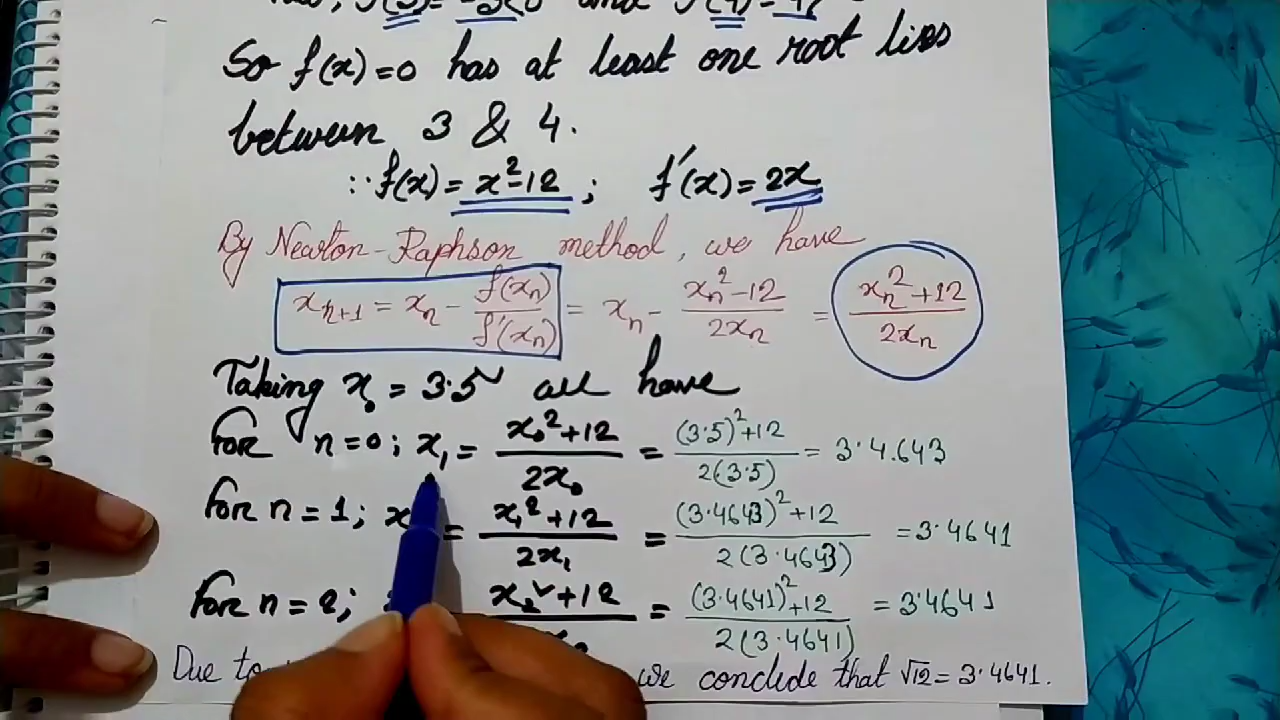 So f(x)=0 has at least one root lies
between 3 & 4.
∵ f(x) = x²-12 ; f'(x) = 2x
By Newton-Raphson method, we have
xₙ₊₁ = xₙ - f(xₙ)/f'(xₙ) = xₙ - (xₙ²-12)/(2xₙ) = (xₙ²+12)/(2xₙ)
Taking x₀ = 3.5 we have
for n=0; x₁ = (x₀²+12)/(2x₀) = ((3.5)²+12)/(2(3.5)) = 3.4.643
for n = 1; x = (x₁²+12)/(2x₁) = ((3.4643)²+12)/(2(3.4643)) = 3.4641
for n = 2; = (x₂²+12)/ = ((3.4641)²+12)/(2(3.4641)) = 3.4641
Due to we conclude that √12 = 3.4641.